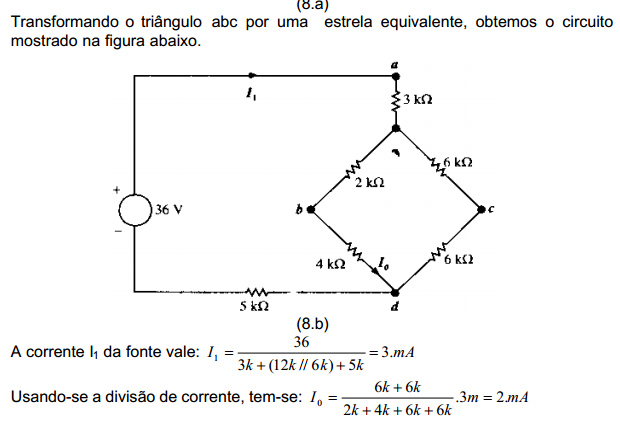 (8.a)
Transformando o triângulo abc por uma estrela equivalente, obtemos o circuito
mostrado na figura abaixo.
a
I₁
3 kΩ
6 kΩ
2 kΩ
+
36 V
b
c
−
4 kΩ
I₀
6 kΩ
5 kΩ
d
(8.b)
A corrente I₁ da fonte vale: I₁ = 36 / (3k + (12k // 6k) + 5k) = 3.mA
Usando-se a divisão de corrente, tem-se: I₀ = (6k + 6k) / (2k + 4k + 6k + 6k) .3m = 2.mA